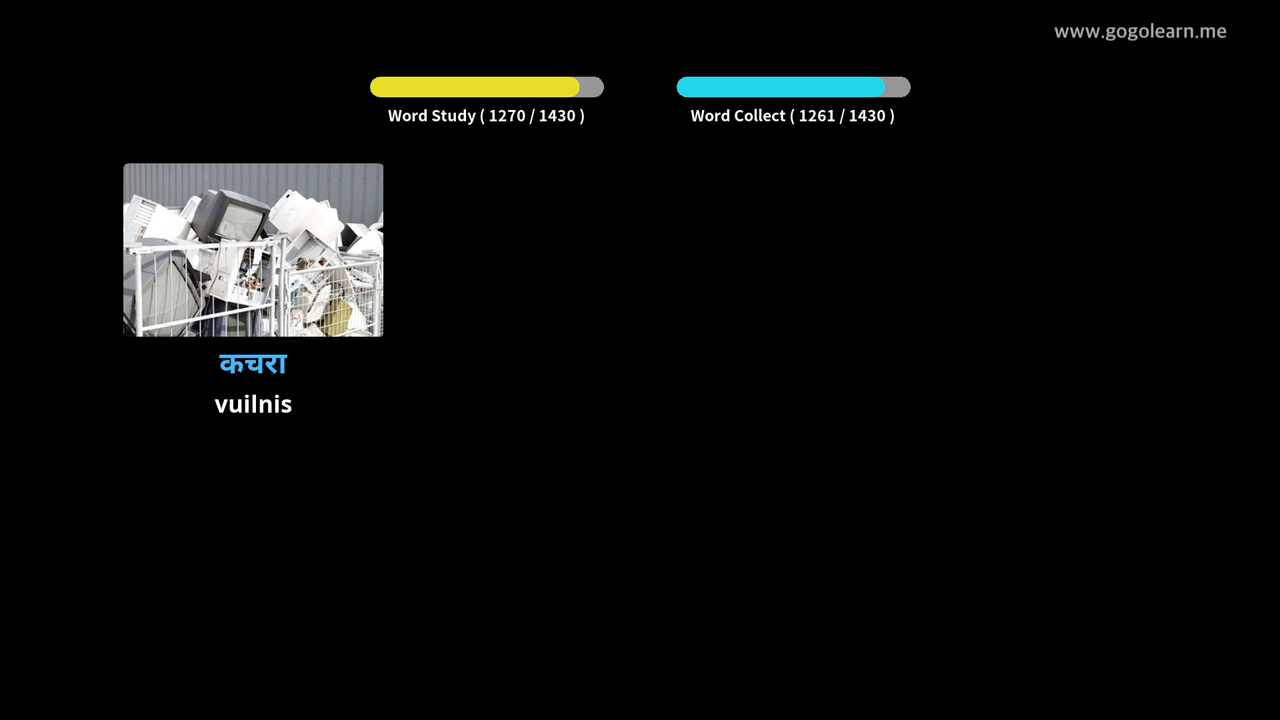 www.gogolearn.me
Word Study ( 1270 / 1430 )
Word Collect ( 1261 / 1430 )
कचरा
vuilnis